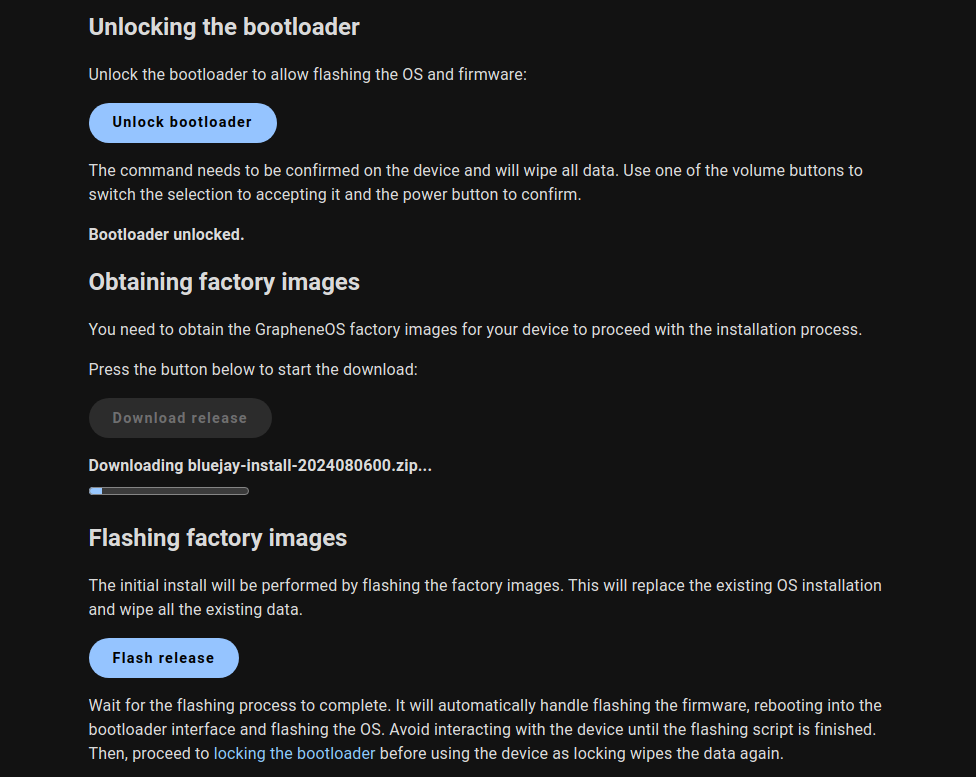 Unlocking the bootloader
Unlock the bootloader to allow flashing the OS and firmware:
Unlock bootloader
The command needs to be confirmed on the device and will wipe all data. Use one of the volume buttons to
switch the selection to accepting it and the power button to confirm.
Bootloader unlocked.
Obtaining factory images
You need to obtain the GrapheneOS factory images for your device to proceed with the installation process.
Press the button below to start the download:
Download release
Downloading bluejay-install-2024080600.zip...
Flashing factory images
The initial install will be performed by flashing the factory images. This will replace the existing OS installation
and wipe all the existing data.
Flash release
Wait for the flashing process to complete. It will automatically handle flashing the firmware, rebooting into the
bootloader interface and flashing the OS. Avoid interacting with the device until the flashing script is finished.
Then, proceed to locking the bootloader before using the device as locking wipes the data again.